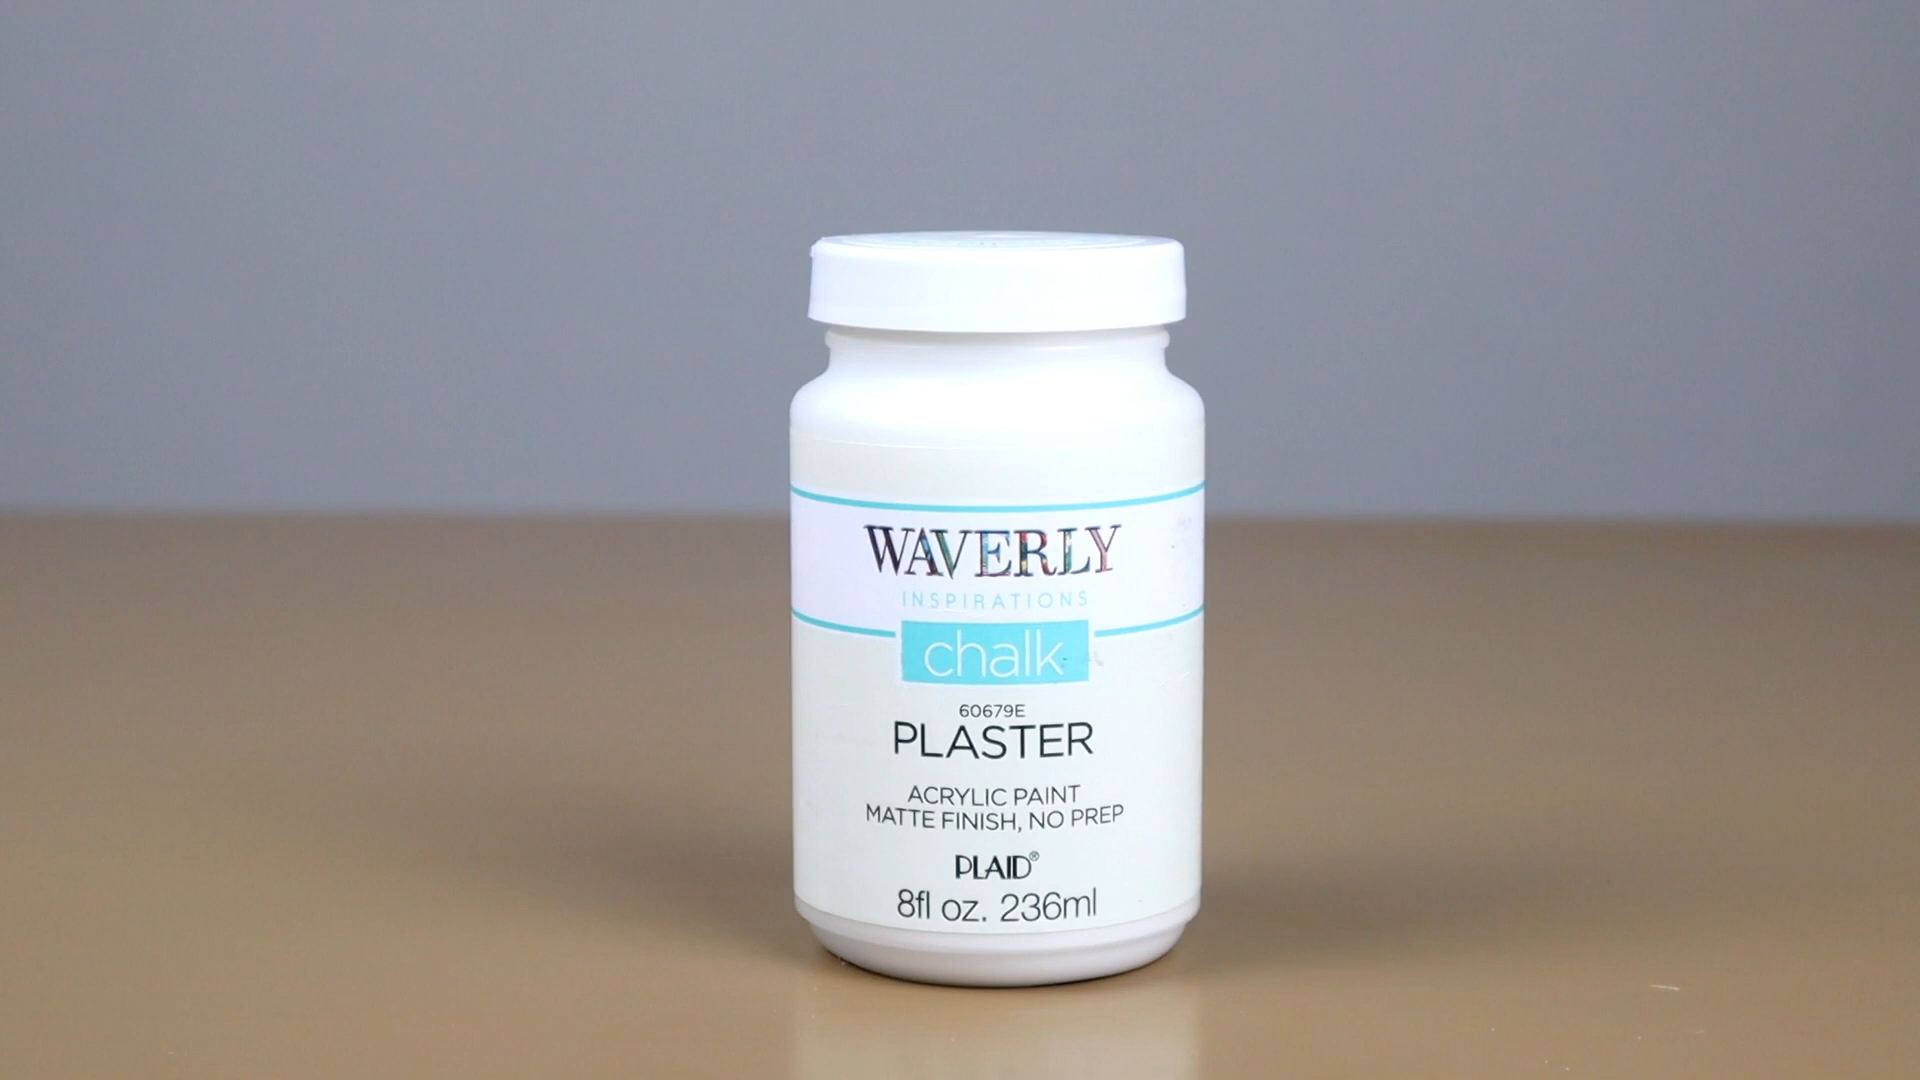 WAVERLY
INSPIRATIONS
chalk
60679E
PLASTER
ACRYLIC PAINT
MATTE FINISH, NO PREP
PLAID®
8fl oz. 236ml